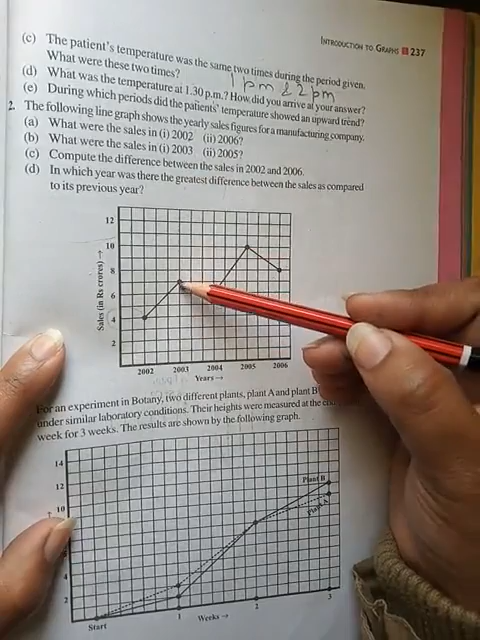 INTRODUCTION TO GRAPHS 237
(c) The patient's temperature was the same two times during the period given.
What were these two times?
1 pm & 2 pm
(d) What was the temperature at 1.30 p.m.? How did you arrive at your answer?
(e) During which periods did the patients' temperature showed an upward trend?
2. The following line graph shows the yearly sales figures for a manufacturing company.
(a) What were the sales in (i) 2002 (ii) 2006?
(b) What were the sales in (i) 2003 (ii) 2005?
(c) Compute the difference between the sales in 2002 and 2006.
(d) In which year was there the greatest difference between the sales as compared
to its previous year?
Sales (in Rs crores) →
12
10
8
6
4
2
2002 2003 2004 2005 2006
Years →
For an experiment in Botany, two different plants, plant A and plant B
under similar laboratory conditions. Their heights were measured at the
week for 3 weeks. The results are shown by the following graph.
14
12
10
4
2
Plant B
Plant A
Start 1 2 3
Weeks →